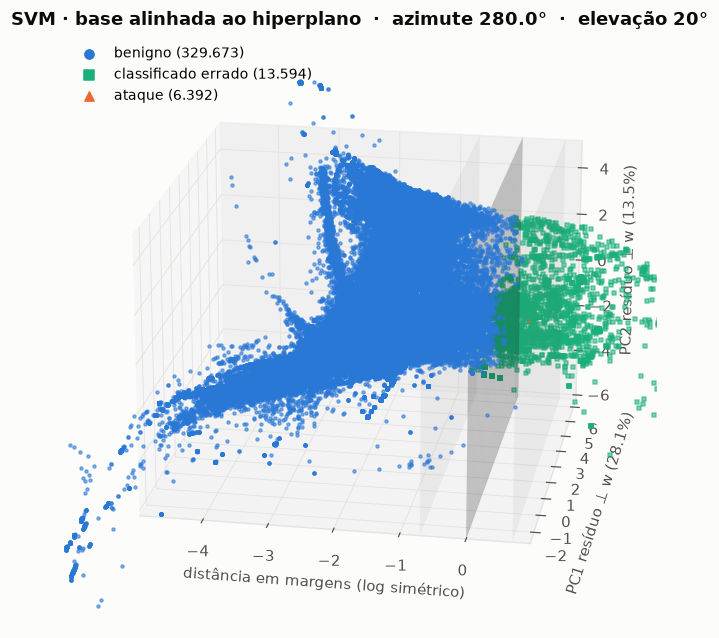 SVM · base alinhada ao hiperplano · azimute 280.0° · elevação 20°
benigno (329.673)
classificado errado (13.594)
ataque (6.392)
4
2
0
−2
−4
−6
PC2 resíduo ⊥ w (13.5%)
6
5
4
3
2
1
0
−1
−2
PC1 resíduo ⊥ w (28.1%)
−4
−3
−2
−1
0
distância em margens (log simétrico)